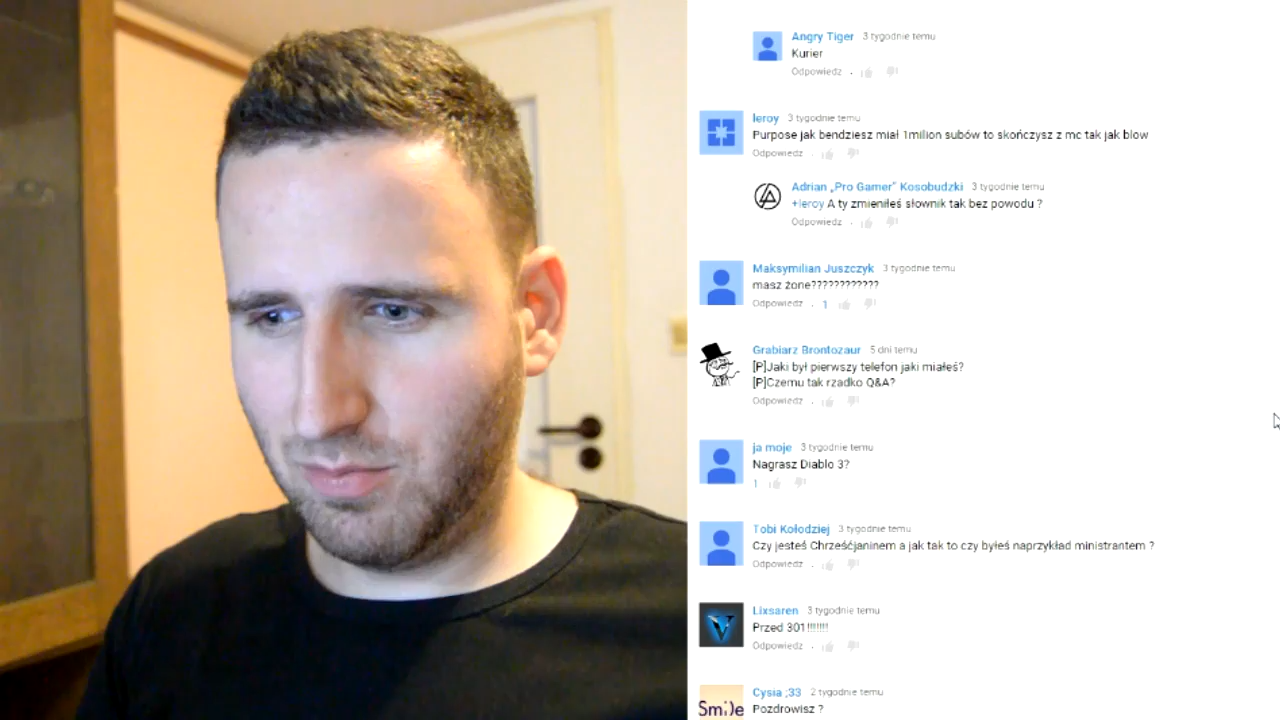 Angry Tiger 3 tygodnie temu
Kurier
Odpowiedz
leroy 3 tygodnie temu
Purpose jak bendziesz miał 1milion subów to skończysz z mc tak jak blow
Odpowiedz
Adrian „Pro Gamer” Kosobudzki 3 tygodnie temu
+leroy A ty zmieniłeś słownik tak bez powodu ?
Odpowiedz
Maksymilian Juszczyk 3 tygodnie temu
masz żone????????????
Odpowiedz · 1
Grabiarz Brontozaur 5 dni temu
[P]Jaki był pierwszy telefon jaki miałeś?
[P]Czemu tak rzadko Q&A?
Odpowiedz
ja moje 3 tygodnie temu
Nagrasz Diablo 3?
1
Tobi Kołodziej 3 tygodnie temu
Czy jesteś Chrześćjaninem a jak tak to czy byłeś naprzykład ministrantem ?
Odpowiedz
Lixsaren 3 tygodnie temu
Przed 301!!!!!!!
Odpowiedz
Cysia ;33 2 tygodnie temu
Smile
Pozdrowisz ?